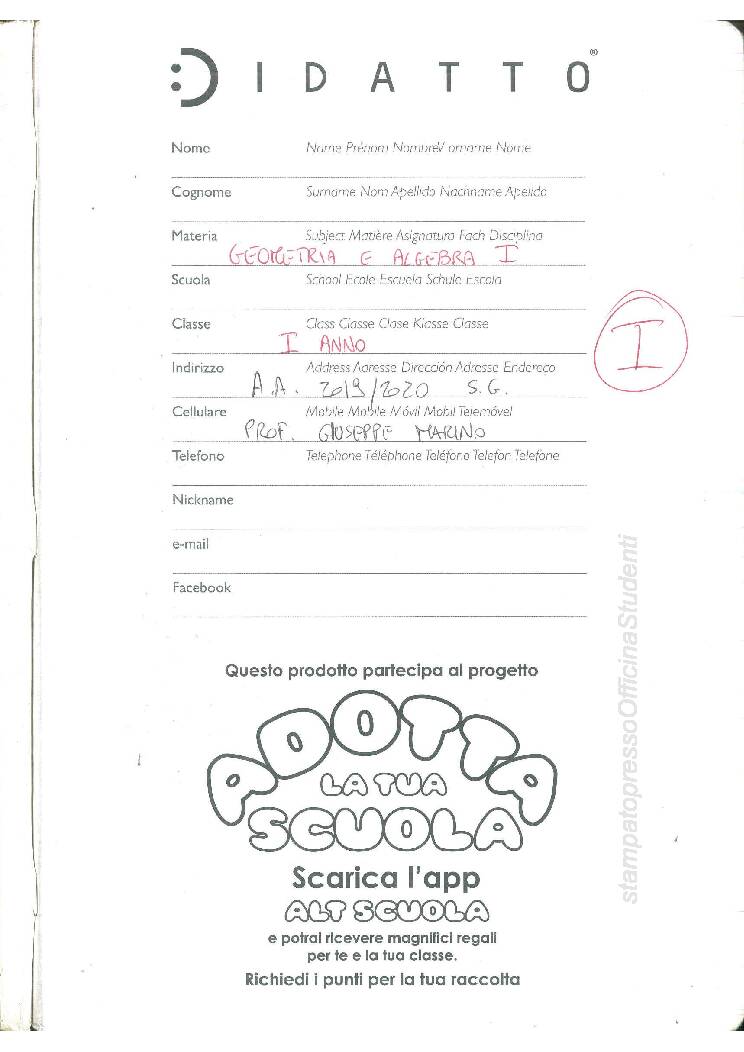 :DIDATTO®
Nome Name Prénom Nombre Vorname Nome
Cognome Surname Nom Apellido Nachname Apelido
Materia Subject Matière Asignatura Fach Disciplina
GEOMETRIA E ALGEBRA I
Scuola School Ecole Escuela Schule Escola
Classe Class Classe Clase Klasse Classe
I ANNO
I
Indirizzo Address Adresse Dirección Adresse Endereco
A.A. 2019/2020 S.G.
Cellulare Mobile Mobile Móvil Mobil Telemóvel
PROF. GIUSEPPE MARINO
Telefono Telephone Téléphone Teléfono Telefon Telefone
Nickname
e-mail
Facebook
stampatopressoOfficinaStudenti
Questo prodotto partecipa al progetto
ADOTTA
LA TUA
SCUOLA
Scarica l'app
ALT SCUOLA
e potrai ricevere magnifici regali
per te e la tua classe.
Richiedi i punti per la tua raccolta